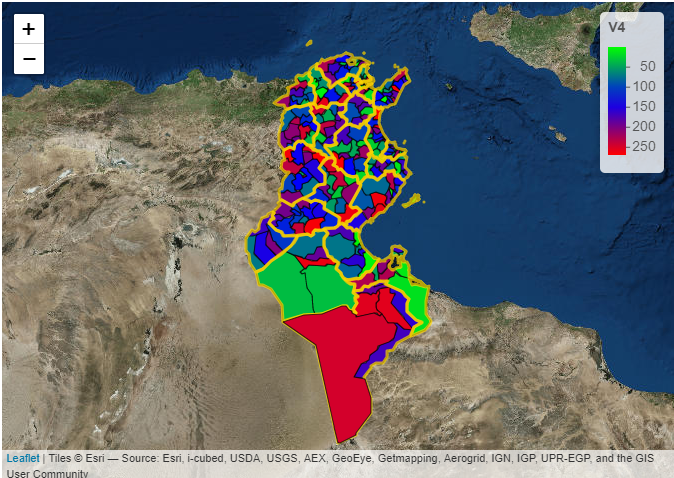 +
−
V4
50
100
150
200
250
Leaflet | Tiles © Esri — Source: Esri, i-cubed, USDA, USGS, AEX, GeoEye, Getmapping, Aerogrid, IGN, IGP, UPR-EGP, and the GIS
User Community